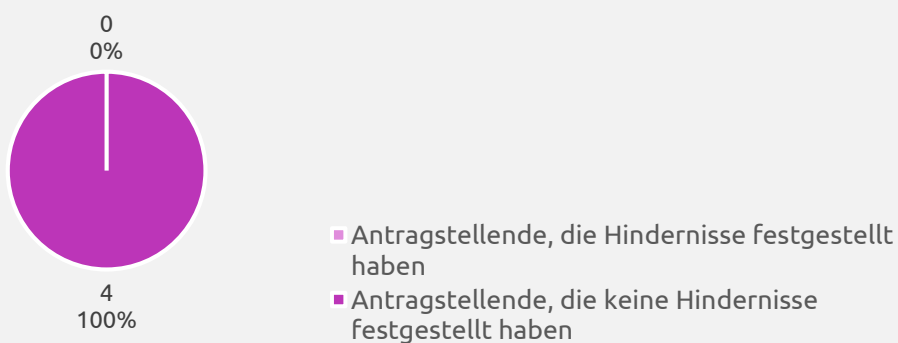 0
0%
4
100%
Antragstellende, die Hindernisse festgestellt
haben
Antragstellende, die keine Hindernisse
festgestellt haben